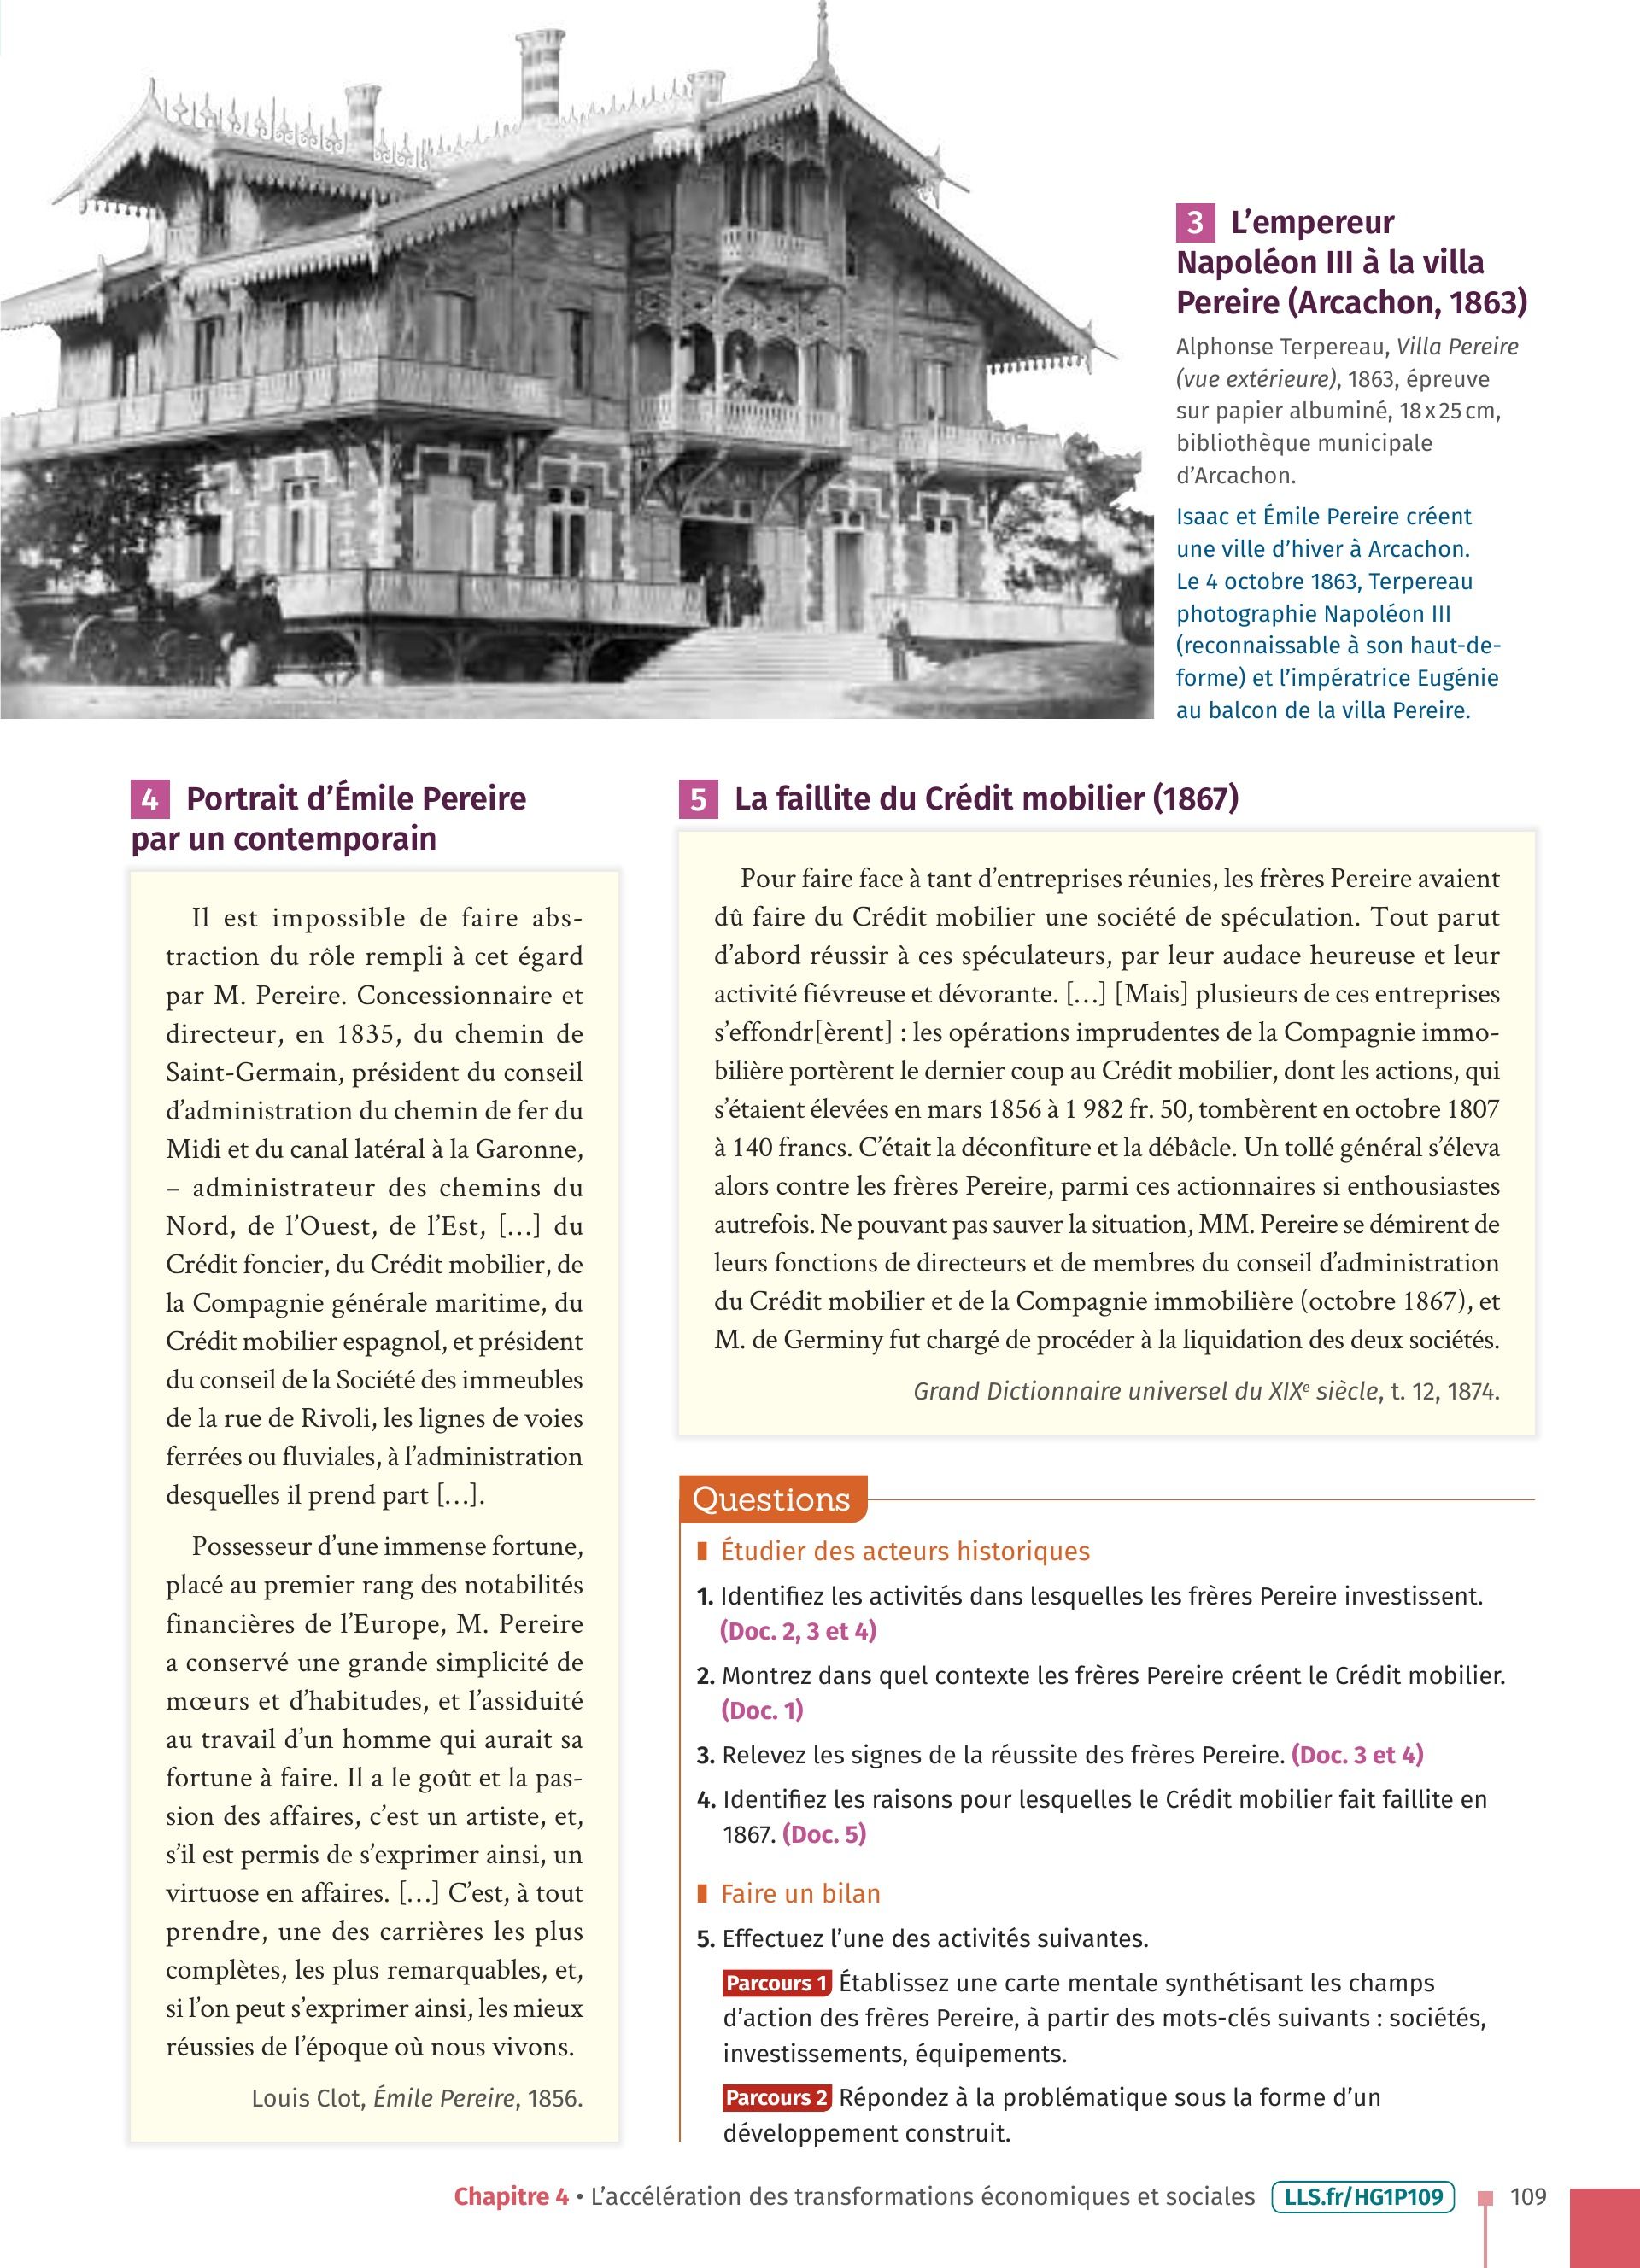 3 L’empereur
Napoléon III à la villa
Pereire (Arcachon, 1863)
Alphonse Terpereau, Villa Pereire
(vue extérieure), 1863, épreuve
sur papier albuminé, 18 x 25 cm,
bibliothèque municipale
d’Arcachon.
Isaac et Émile Pereire créent
une ville d’hiver à Arcachon.
Le 4 octobre 1863, Terpereau
photographie Napoléon III
(reconnaissable à son haut-de-
forme) et l’impératrice Eugénie
au balcon de la villa Pereire.
4 Portrait d’Émile Pereire
par un contemporain
Il est impossible de faire abs-
traction du rôle rempli à cet égard
par M. Pereire. Concessionnaire et
directeur, en 1835, du chemin de
Saint-Germain, président du conseil
d’administration du chemin de fer du
Midi et du canal latéral à la Garonne,
– administrateur des chemins du
Nord, de l’Ouest, de l’Est, […] du
Crédit foncier, du Crédit mobilier, de
la Compagnie générale maritime, du
Crédit mobilier espagnol, et président
du conseil de la Société des immeubles
de la rue de Rivoli, les lignes de voies
ferrées ou fluviales, à l’administration
desquelles il prend part […].
Possesseur d’une immense fortune,
placé au premier rang des notabilités
financières de l’Europe, M. Pereire
a conservé une grande simplicité de
mœurs et d’habitudes, et l’assiduité
au travail d’un homme qui aurait sa
fortune à faire. Il a le goût et la pas-
sion des affaires, c’est un artiste, et,
s’il est permis de s’exprimer ainsi, un
virtuose en affaires. […] C’est, à tout
prendre, une des carrières les plus
complètes, les plus remarquables, et,
si l’on peut s’exprimer ainsi, les mieux
réussies de l’époque où nous vivons.
Louis Clot, Émile Pereire, 1856.
5 La faillite du Crédit mobilier (1867)
Pour faire face à tant d’entreprises réunies, les frères Pereire avaient
dû faire du Crédit mobilier une société de spéculation. Tout parut
d’abord réussir à ces spéculateurs, par leur audace heureuse et leur
activité fiévreuse et dévorante. […] [Mais] plusieurs de ces entreprises
s’effondr[èrent] : les opérations imprudentes de la Compagnie immo-
bilière portèrent le dernier coup au Crédit mobilier, dont les actions, qui
s’étaient élevées en mars 1856 à 1 982 fr. 50, tombèrent en octobre 1807
à 140 francs. C’était la déconfiture et la débâcle. Un tollé général s’éleva
alors contre les frères Pereire, parmi ces actionnaires si enthousiastes
autrefois. Ne pouvant pas sauver la situation, MM. Pereire se démirent de
leurs fonctions de directeurs et de membres du conseil d’administration
du Crédit mobilier et de la Compagnie immobilière (octobre 1867), et
M. de Germiny fut chargé de procéder à la liquidation des deux sociétés.
Grand Dictionnaire universel du XIXe siècle, t. 12, 1874.
Questions
Étudier des acteurs historiques
1. Identifiez les activités dans lesquelles les frères Pereire investissent.
(Doc. 2, 3 et 4)
2. Montrez dans quel contexte les frères Pereire créent le Crédit mobilier.
(Doc. 1)
3. Relevez les signes de la réussite des frères Pereire. (Doc. 3 et 4)
4. Identifiez les raisons pour lesquelles le Crédit mobilier fait faillite en
1867. (Doc. 5)
Faire un bilan
5. Effectuez l’une des activités suivantes.
Parcours 1 Établissez une carte mentale synthétisant les champs
d’action des frères Pereire, à partir des mots-clés suivants : sociétés,
investissements, équipements.
Parcours 2 Répondez à la problématique sous la forme d’un
développement construit.
Chapitre 4 • L’accélération des transformations économiques et sociales LLS.fr/HG1P109 109